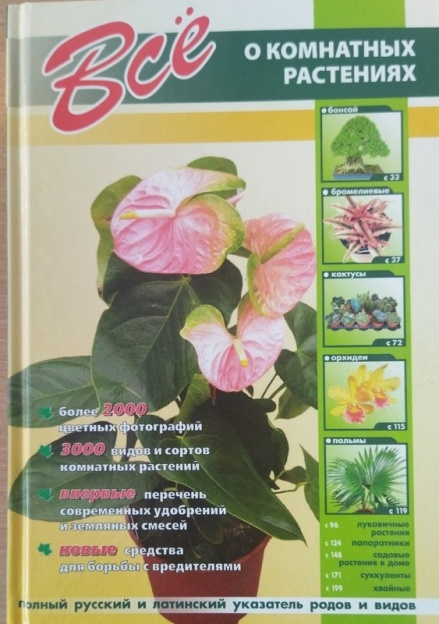 Всё
О КОМНАТНЫХ
РАСТЕНИЯХ
бонсай
с 33
бромелиевые
с 37
кактусы
с 72
орхидеи
с 115
пальмы
с 119
более 2000
цветных фотографий
3000 видов и сортов
комнатных растений
впервые перечень
современных удобрений
и земляных смесей
новые средства
для борьбы с вредителями
с 96 луковичные
растения
с 124 папоротники
с 148 садовые
растения в доме
с 171 суккуленты
с 199 хвойные
полный русский и латинский указатель родов и видов